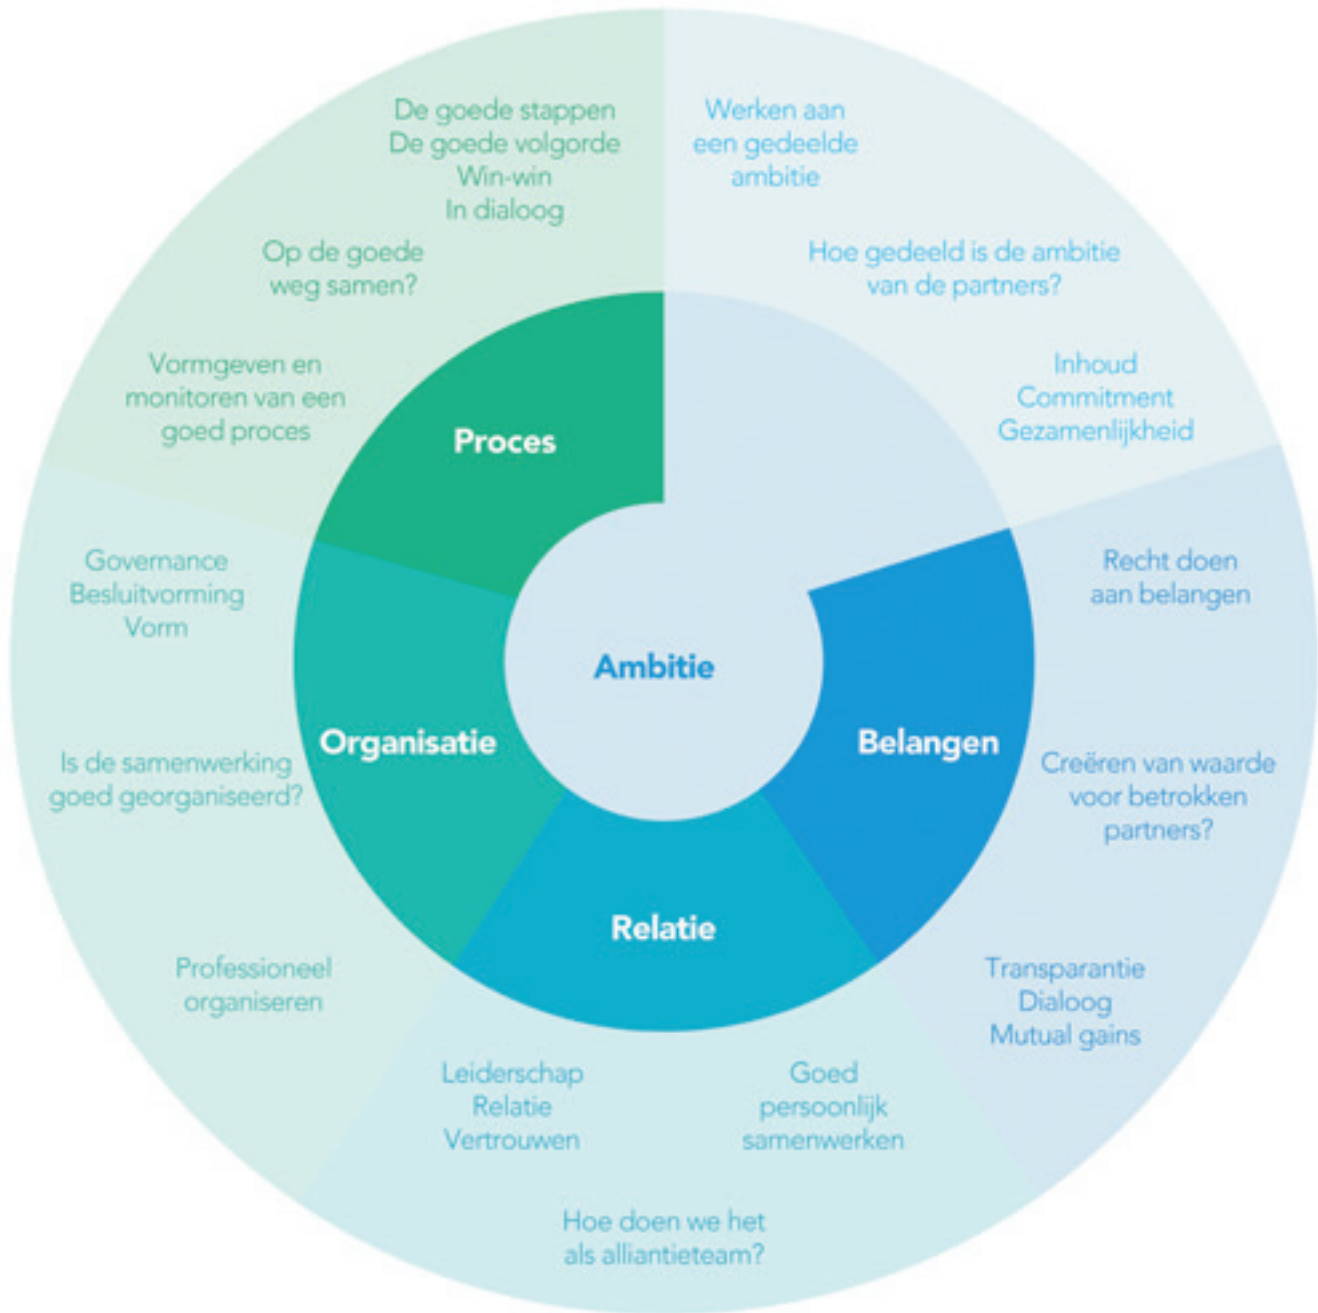 De goede stappen
De goede volgorde
Win-win
In dialoog
Op de goede
weg samen?
Vormgeven en
monitoren van een
goed proces
Proces
Werken aan
een gedeelde
ambitie
Hoe gedeeld is de ambitie
van de partners?
Inhoud
Commitment
Gezamenlijkheid
Ambitie
Recht doen
aan belangen
Creëren van waarde
voor betrokken
partners?
Transparantie
Dialoog
Mutual gains
Belangen
Relatie
Goed
persoonlijk
samenwerken
Hoe doen we het
als alliantieteam?
Leiderschap
Relatie
Vertrouwen
Organisatie
Governance
Besluitvorming
Vorm
Is de samenwerking
goed georganiseerd?
Professioneel
organiseren